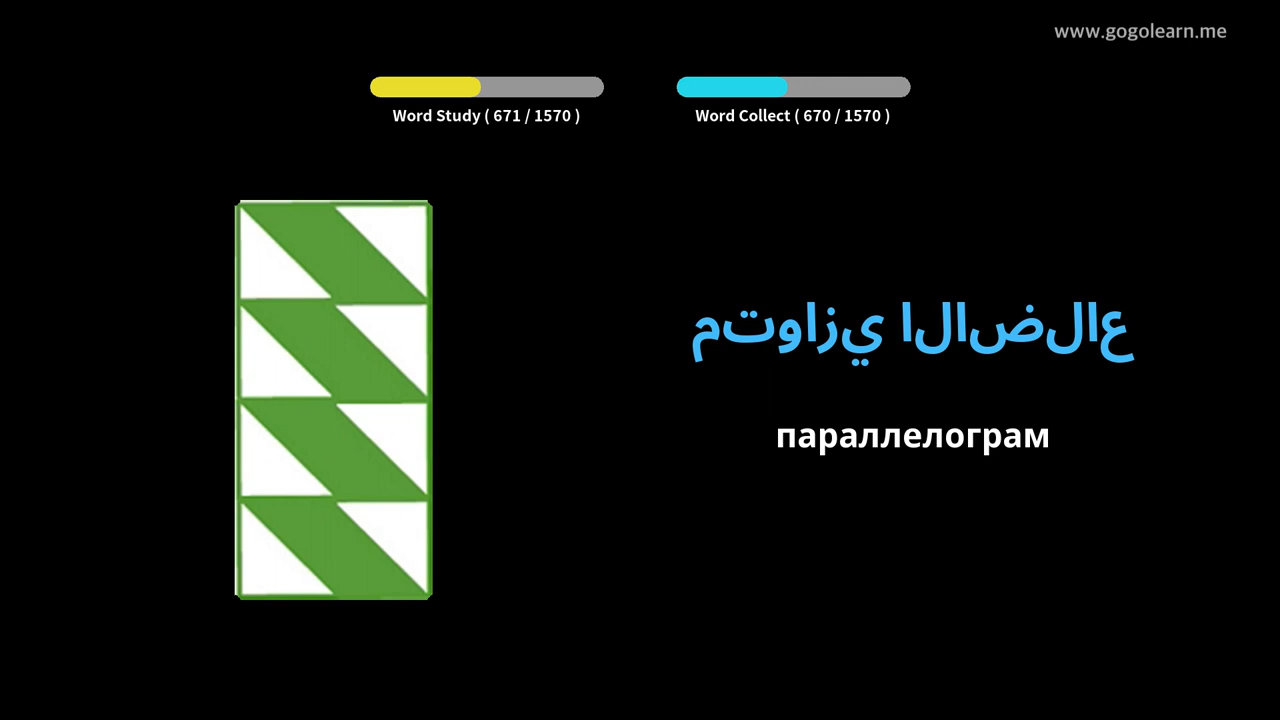 www.gogolearn.me
Word Study ( 671 / 1570 )
Word Collect ( 670 / 1570 )
متوازي الاضلاع
параллелограм